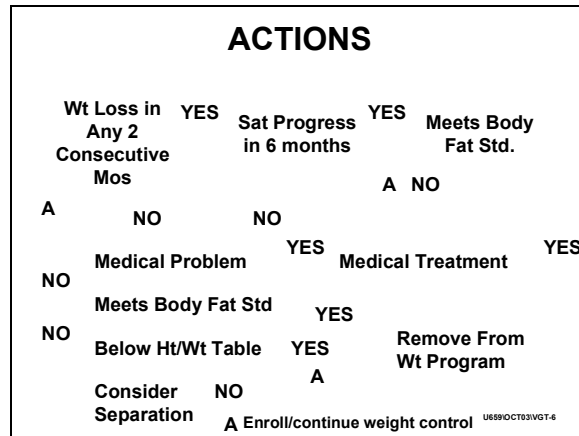 ACTIONS
Wt Loss in YES YES
Any 2 Sat Progress Meets Body
Consecutive in 6 months Fat Std.
Mos
A NO
A
NO NO
YES YES
Medical Problem Medical Treatment
NO
Meets Body Fat Std
YES
NO
Remove From
Below Ht/Wt Table YES
Wt Program
A
Consider NO
Separation
A Enroll/continue weight control U659\OCT03\VGT-6